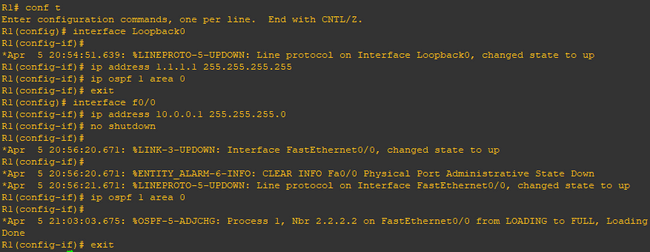 R1# conf t
Enter configuration commands, one per line.  End with CNTL/Z.
R1(config)# interface Loopback0
R1(config-if)#
*Apr  5 20:54:51.639: %LINEPROTO-5-UPDOWN: Line protocol on Interface Loopback0, changed state to up
R1(config-if)# ip address 1.1.1.1 255.255.255.255
R1(config-if)# ip ospf 1 area 0
R1(config-if)# exit
R1(config)# interface f0/0
R1(config-if)# ip address 10.0.0.1 255.255.255.0
R1(config-if)# no shutdown
R1(config-if)#
*Apr  5 20:56:20.671: %LINK-3-UPDOWN: Interface FastEthernet0/0, changed state to up
R1(config-if)#
*Apr  5 20:56:20.671: %ENTITY_ALARM-6-INFO: CLEAR INFO Fa0/0 Physical Port Administrative State Down
*Apr  5 20:56:21.671: %LINEPROTO-5-UPDOWN: Line protocol on Interface FastEthernet0/0, changed state to up
R1(config-if)# ip ospf 1 area 0
R1(config-if)#
*Apr  5 21:03:03.675: %OSPF-5-ADJCHG: Process 1, Nbr 2.2.2.2 on FastEthernet0/0 from LOADING to FULL, Loading
Done
R1(config-if)# exit